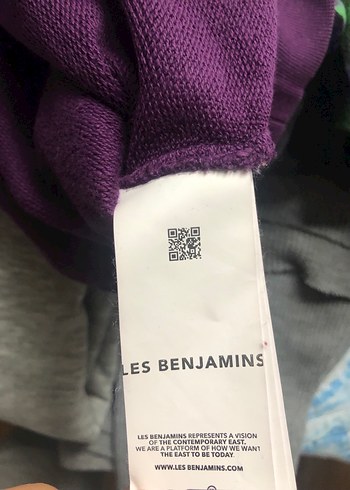 LES BENJAMINS
LES BENJAMINS REPRESENTS A VISION
OF THE CONTEMPORARY EAST.
WE ARE A PLATFORM OF HOW WE WANT
THE EAST TO BE TODAY.
WWW.LES BENJAMINS.COM